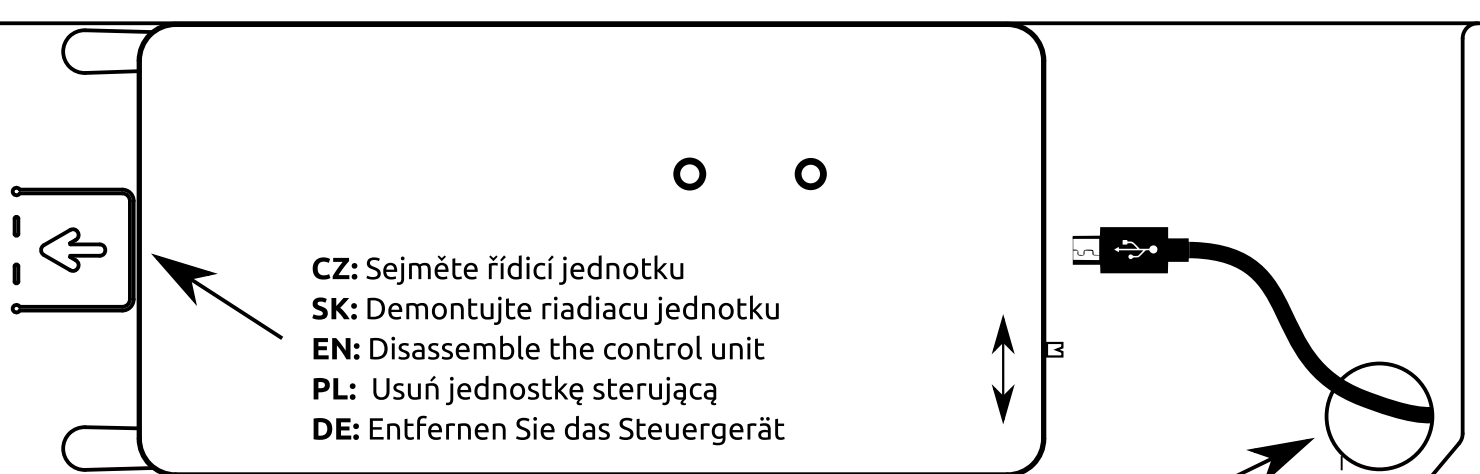 CZ: Sejměte řídicí jednotku
SK: Demontujte riadiacu jednotku
EN: Disassemble the control unit
PL: Usuń jednostkę sterującą
DE: Entfernen Sie das Steuergerät